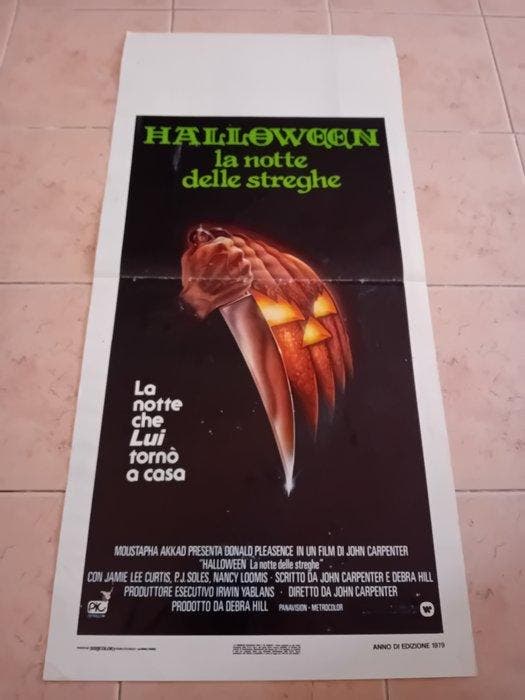 HALLOWEEN
la notte
delle streghe
La
notte
che
Lui
tornò
a casa
MOUSTAPHA AKKAD PRESENTA DONALD PLEASENCE IN UN FILM DI JOHN CARPENTER
"HALLOWEEN La notte delle streghe"
CON JAMIE LEE CURTIS, P.J. SOLES, NANCY LOOMIS · SCRITTO DA JOHN CARPENTER E DEBRA HILL
PRODUTTORE ESECUTIVO IRWIN YABLANS · DIRETTO DA JOHN CARPENTER
PRODOTTO DA DEBRA HILL PANAVISION - METROCOLOR
PIC
ANNO DI EDIZIONE 1979